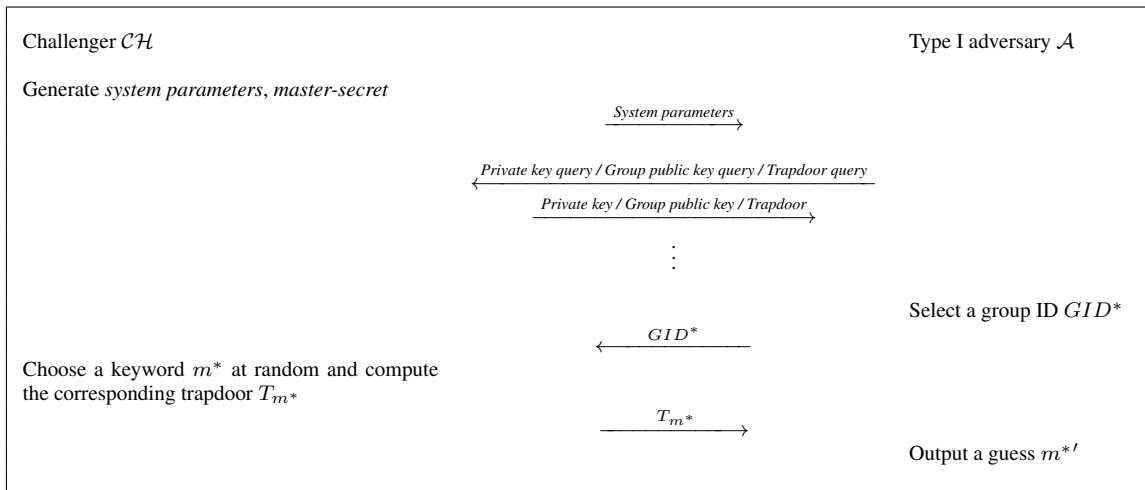 Challenger 𝒞ℋ
Type I adversary 𝒜
Generate system parameters, master-secret
System parameters
Private key query / Group public key query / Trapdoor query
Private key / Group public key / Trapdoor
⋮
Select a group ID GID*
GID*
Choose a keyword m* at random and compute
the corresponding trapdoor Tₘ*
Tₘ*
Output a guess m*′